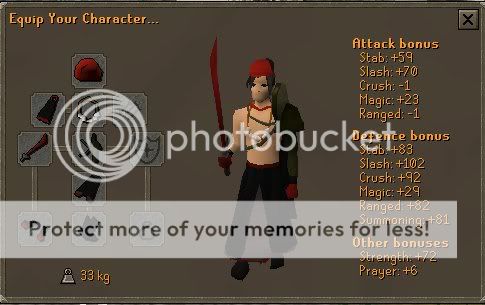 Equip Your Character...
Attack bonus
Stab: +59
Slash: +70
Crush: -1
Magic: +23
Ranged: -1
Defence bonus
Stab: +83
Slash: +102
Crush: +92
Magic: +29
Ranged: +82
Summoning: +81
Other bonuses
Strength: +72
Prayer: +6
33 kg
photobucket
Protect more of your memories for less!